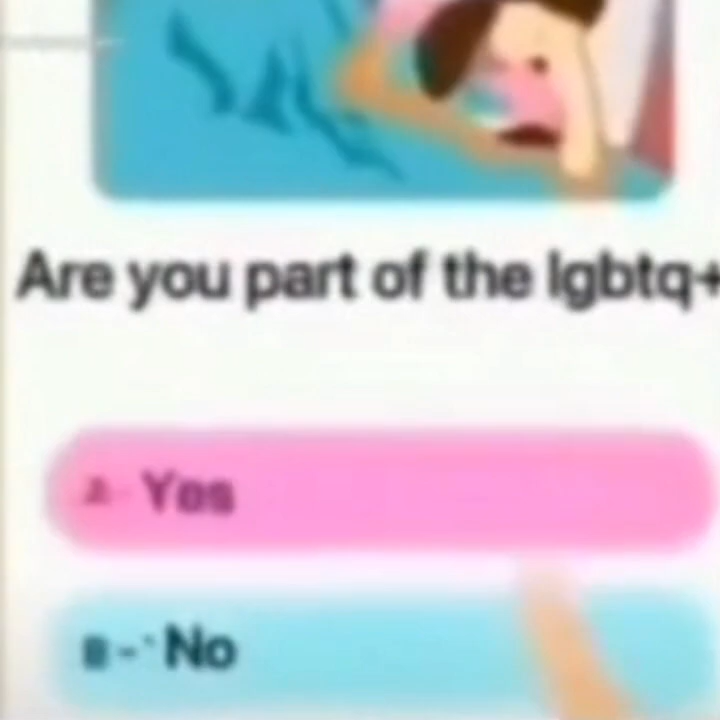 Are you part of the lgbtq+
A- Yes
B - No